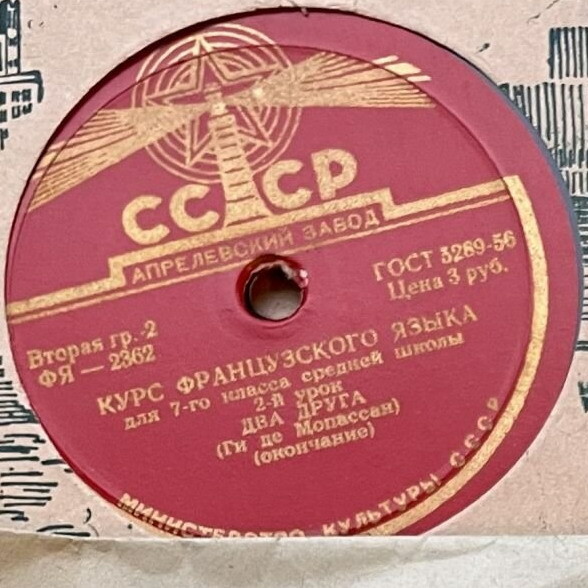 СССР
АПРЕЛЕВСКИЙ ЗАВОД
ГОСТ 5289-56
Цена 3 руб.
Вторая гр.-2
ФЯ — 2362
КУРС ФРАНЦУЗСКОГО ЯЗЫКА
для 7-го класса средней школы
2-й урок
ДВА ДРУГА
(Ги де Мопассан)
(окончание)
МИНИСТЕРСТВО КУЛЬТУРЫ СССР